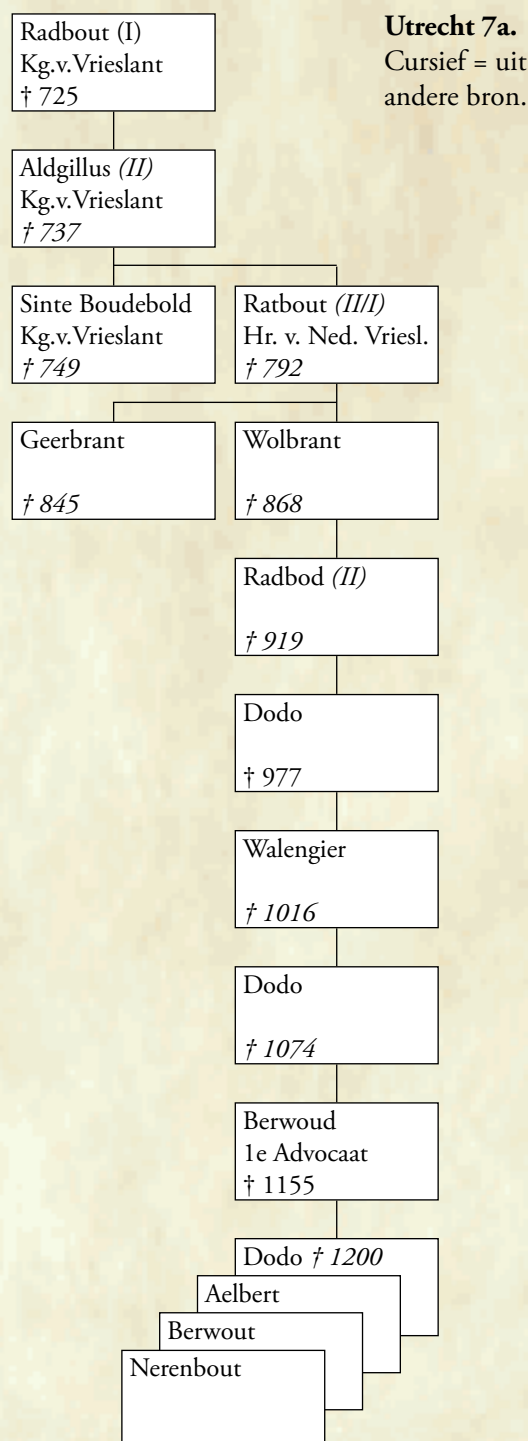 Utrecht 7a.
Cursief = uit
andere bron.
Radbout (I)
Kg.v.Vrieslant
† 725
Aldgillus (II)
Kg.v.Vrieslant
† 737
Sinte Boudebold
Kg.v.Vrieslant
† 749
Ratbout (II/I)
Hr. v. Ned. Vriesl.
† 792
Geerbrant
† 845
Wolbrant
† 868
Radbod (II)
† 919
Dodo
† 977
Walengier
† 1016
Dodo
† 1074
Berwoud
1e Advocaat
† 1155
Dodo † 1200
Aelbert
Berwout
Nerenbout